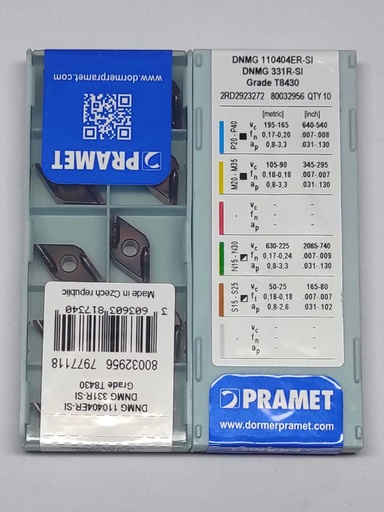 www.dormerpramet.com
PRAMET
Made in Czech republic
3 603603 817340
80032956 7977118
Grade T8430
DNMG 331R-SI
DNMG 110404ER-SI
DNMG 110404ER-SI
DNMG 331R-SI
Grade T8430
2RD2923272 80032956 QTY 10
[metric] [inch]
P20 - P40
vc 195-165 640-540
fn 0,17-0,20 .007-.008
ap 0,8-3,3 .031-.130
M20 - M35
vc 105-90 345-295
fn 0,18-0,18 .007-.007
ap 0,8-3,3 .031-.130
vc - -
fn - -
ap - -
N15 - N30
vc 630-225 2065-740
fn 0,17-0,24 .007-.009
ap 0,8-3,3 .031-.130
S15 - S25
vc 50-25 165-80
fn 0,18-0,18 .007-.007
ap 0,8-2,6 .031-.102
vc - -
fn - -
ap - -
PRAMET
www.dormerpramet.com